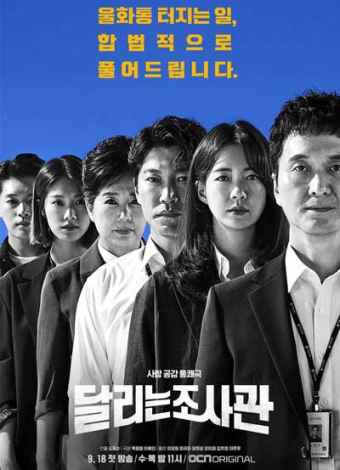 울화통 터지는 일,
합법적으로
풀어드립니다.
사람 공감 통쾌극
달리는 조사관
9.18 첫 방송 / 수목 밤 11시 / OCN ORIGINAL